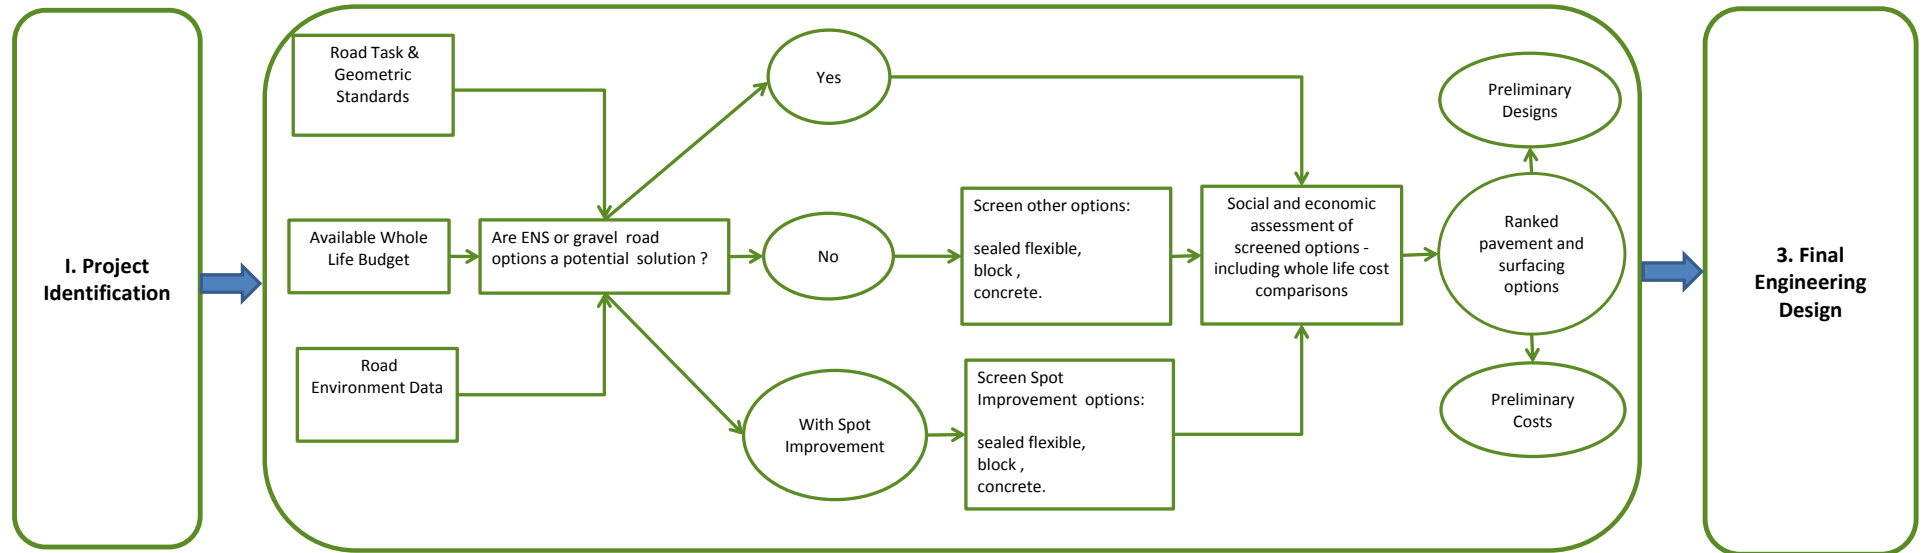 I. Project
Identification
Road Task &
Geometric
Standards
Available Whole
Life Budget
Road
Environment Data
Are ENS or gravel road
options a potential solution ?
Yes
No
With Spot
Improvement
Screen other options:
sealed flexible,
block ,
concrete.
Screen Spot
Improvement options:
sealed flexible,
block ,
concrete.
Social and economic
assessment of
screened options -
including whole life cost
comparisons
Preliminary
Designs
Ranked
pavement and
surfacing
options
Preliminary
Costs
3. Final
Engineering
Design